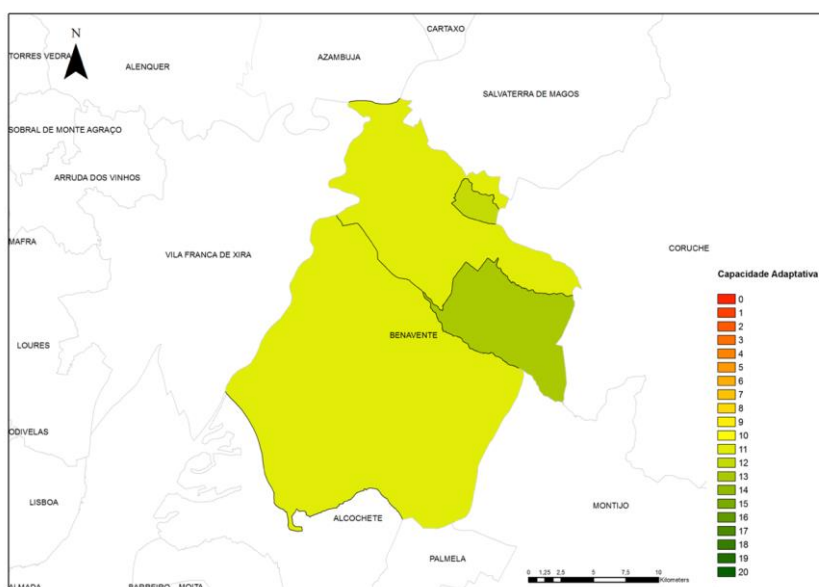 CARTAXO
TORRES VEDRA
N
ALENQUER
AZAMBUJA
SALVATERRA DE MAGOS
SOBRAL DE MONTE AGRAÇO
ARRUDA DOS VINHOS
MAFRA
VILA FRANCA DE XIRA
CORUCHE
Capacidade Adaptativa
0
1
2
3
4
5
6
7
8
9
10
11
12
13
14
15
16
17
18
19
20
BENAVENTE
LOURES
ODIVELAS
LISBOA
ALCOCHETE
MONTIJO
PALMELA
ALMADA
BARREIRO
MOITA
0 1,25 2,5 5 7,5 10
Kilometers